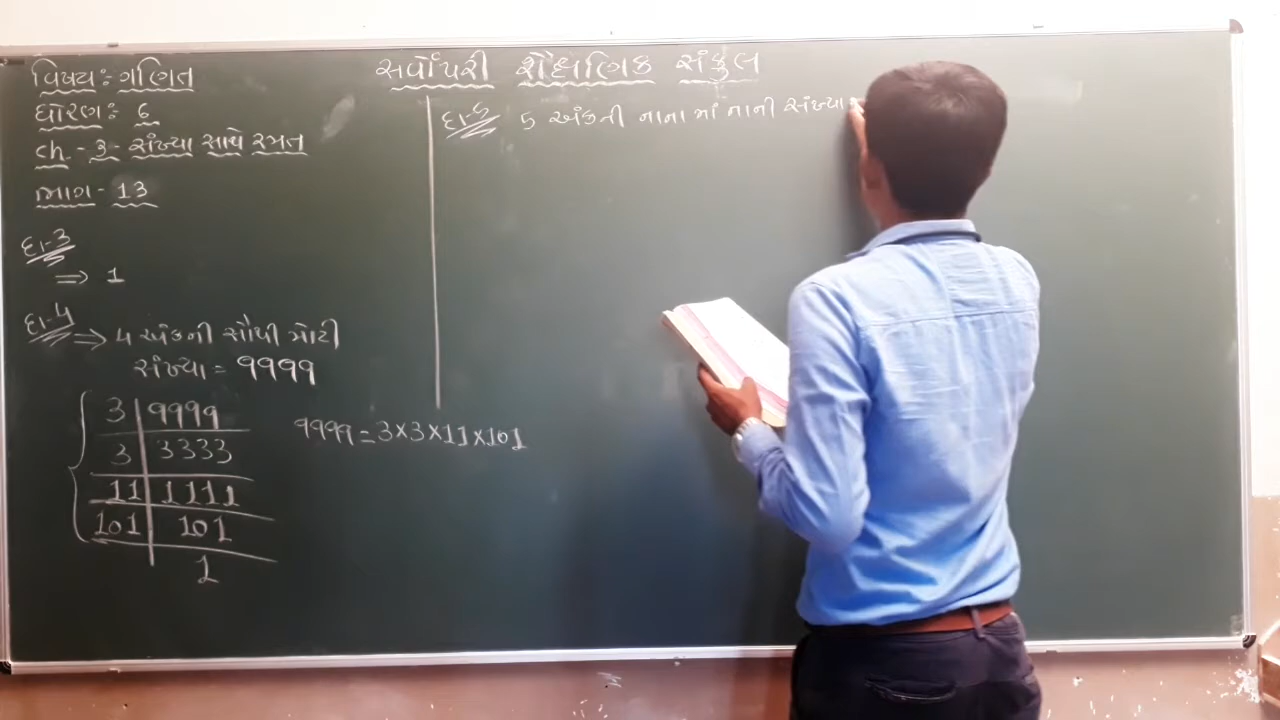 સર્વોપરી શૈક્ષણિક સંકુલ
વિષય : ગણિત
ધોરણ : 6
ch. - 3 - સંખ્યા સાથે રમત
ભાગ - 13
દા-3
⇒ 1
દા-4 ⇒ 4 અંકની સૌથી મોટી
સંખ્યા = 9999
3 | 9999
3 | 3333
11 | 1111
101 | 101
1
9999 = 3×3×11×101
દા-5 5 અંકની નાના માં નાની સંખ્યા